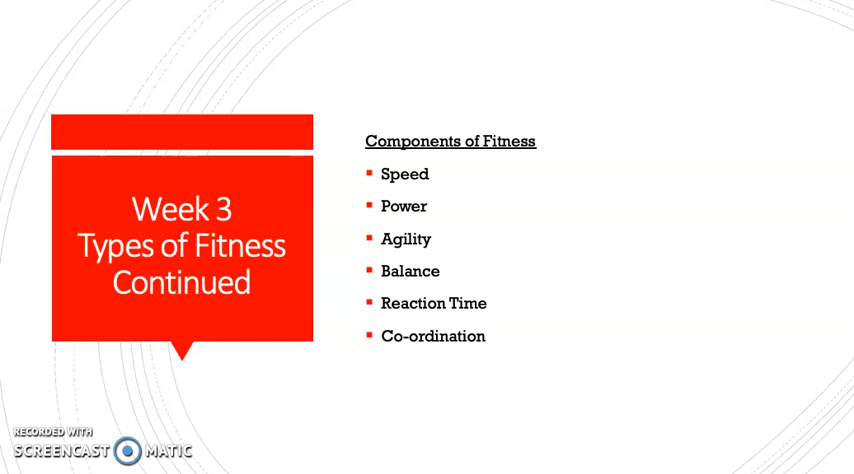 Week 3
Types of Fitness
Continued
Components of Fitness
Speed
Power
Agility
Balance
Reaction Time
Co-ordination
RECORDED WITH
SCREENCAST MATIC